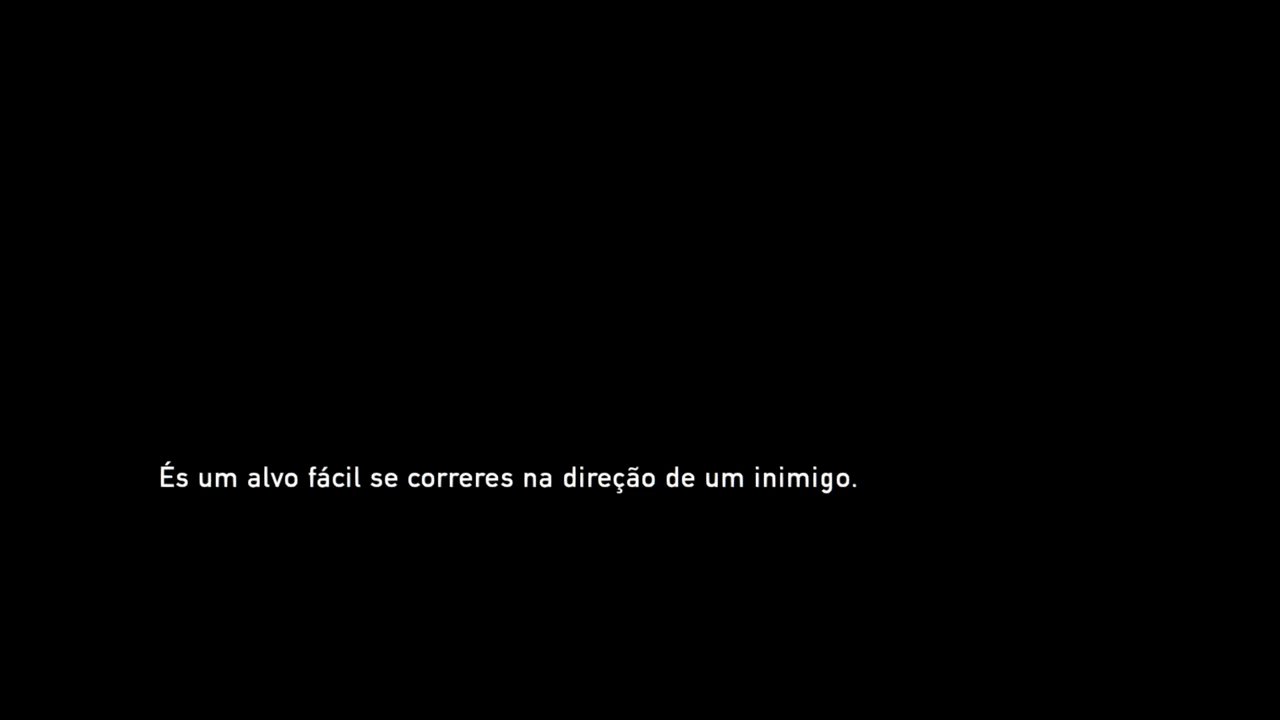 És um alvo fácil se correres na direção de um inimigo.